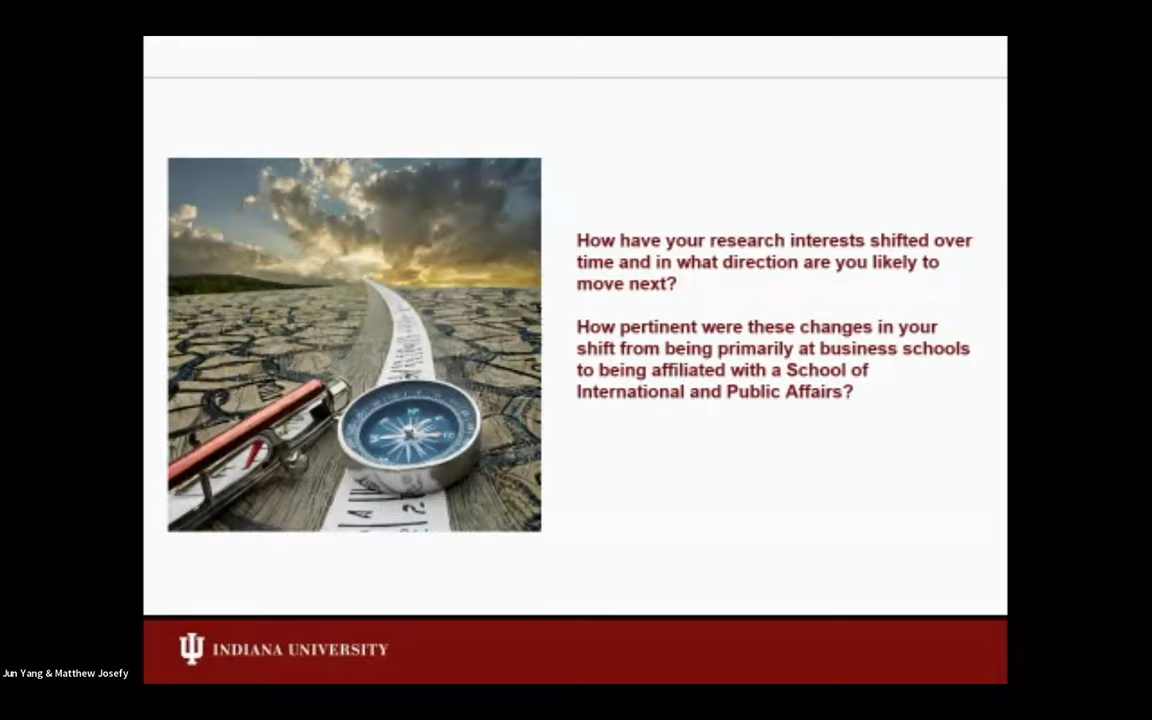 How have your research interests shifted over
time and in what direction are you likely to
move next?
How pertinent were these changes in your
shift from being primarily at business schools
to being affiliated with a School of
International and Public Affairs?
INDIANA UNIVERSITY
Jun Yang & Matthew Josefy